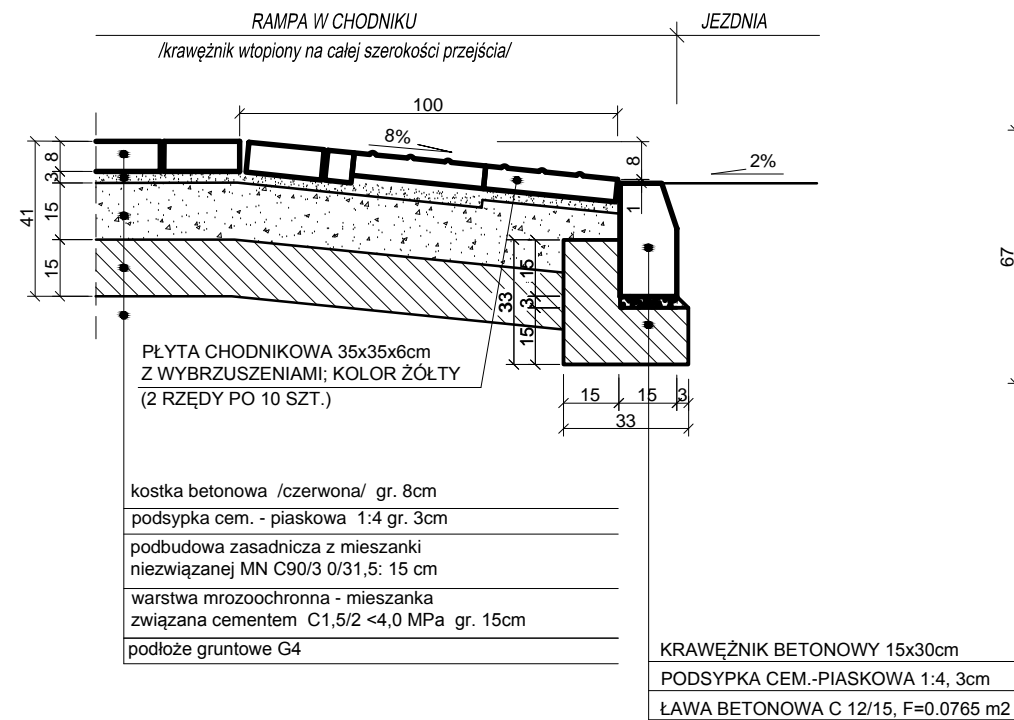 RAMPA W CHODNIKU
JEZDNIA
/krawężnik wtopiony na całej szerokości przejścia/
100
8%
2%
8
3
15
15
41
8
1
67
15
3
15
33
15
15
3
33
PŁYTA CHODNIKOWA 35x35x6cm
Z WYBRZUSZENIAMI; KOLOR ŻÓŁTY
(2 RZĘDY PO 10 SZT.)
kostka betonowa /czerwona/ gr. 8cm
podsypka cem. - piaskowa 1:4 gr. 3cm
podbudowa zasadnicza z mieszanki
niezwiązanej MN C90/3 0/31,5: 15 cm
warstwa mrozoochronna - mieszanka
związana cementem C1,5/2 <4,0 MPa gr. 15cm
podłoże gruntowe G4
KRAWĘŻNIK BETONOWY 15x30cm
PODSYPKA CEM.-PIASKOWA 1:4, 3cm
ŁAWA BETONOWA C 12/15, F=0.0765 m2